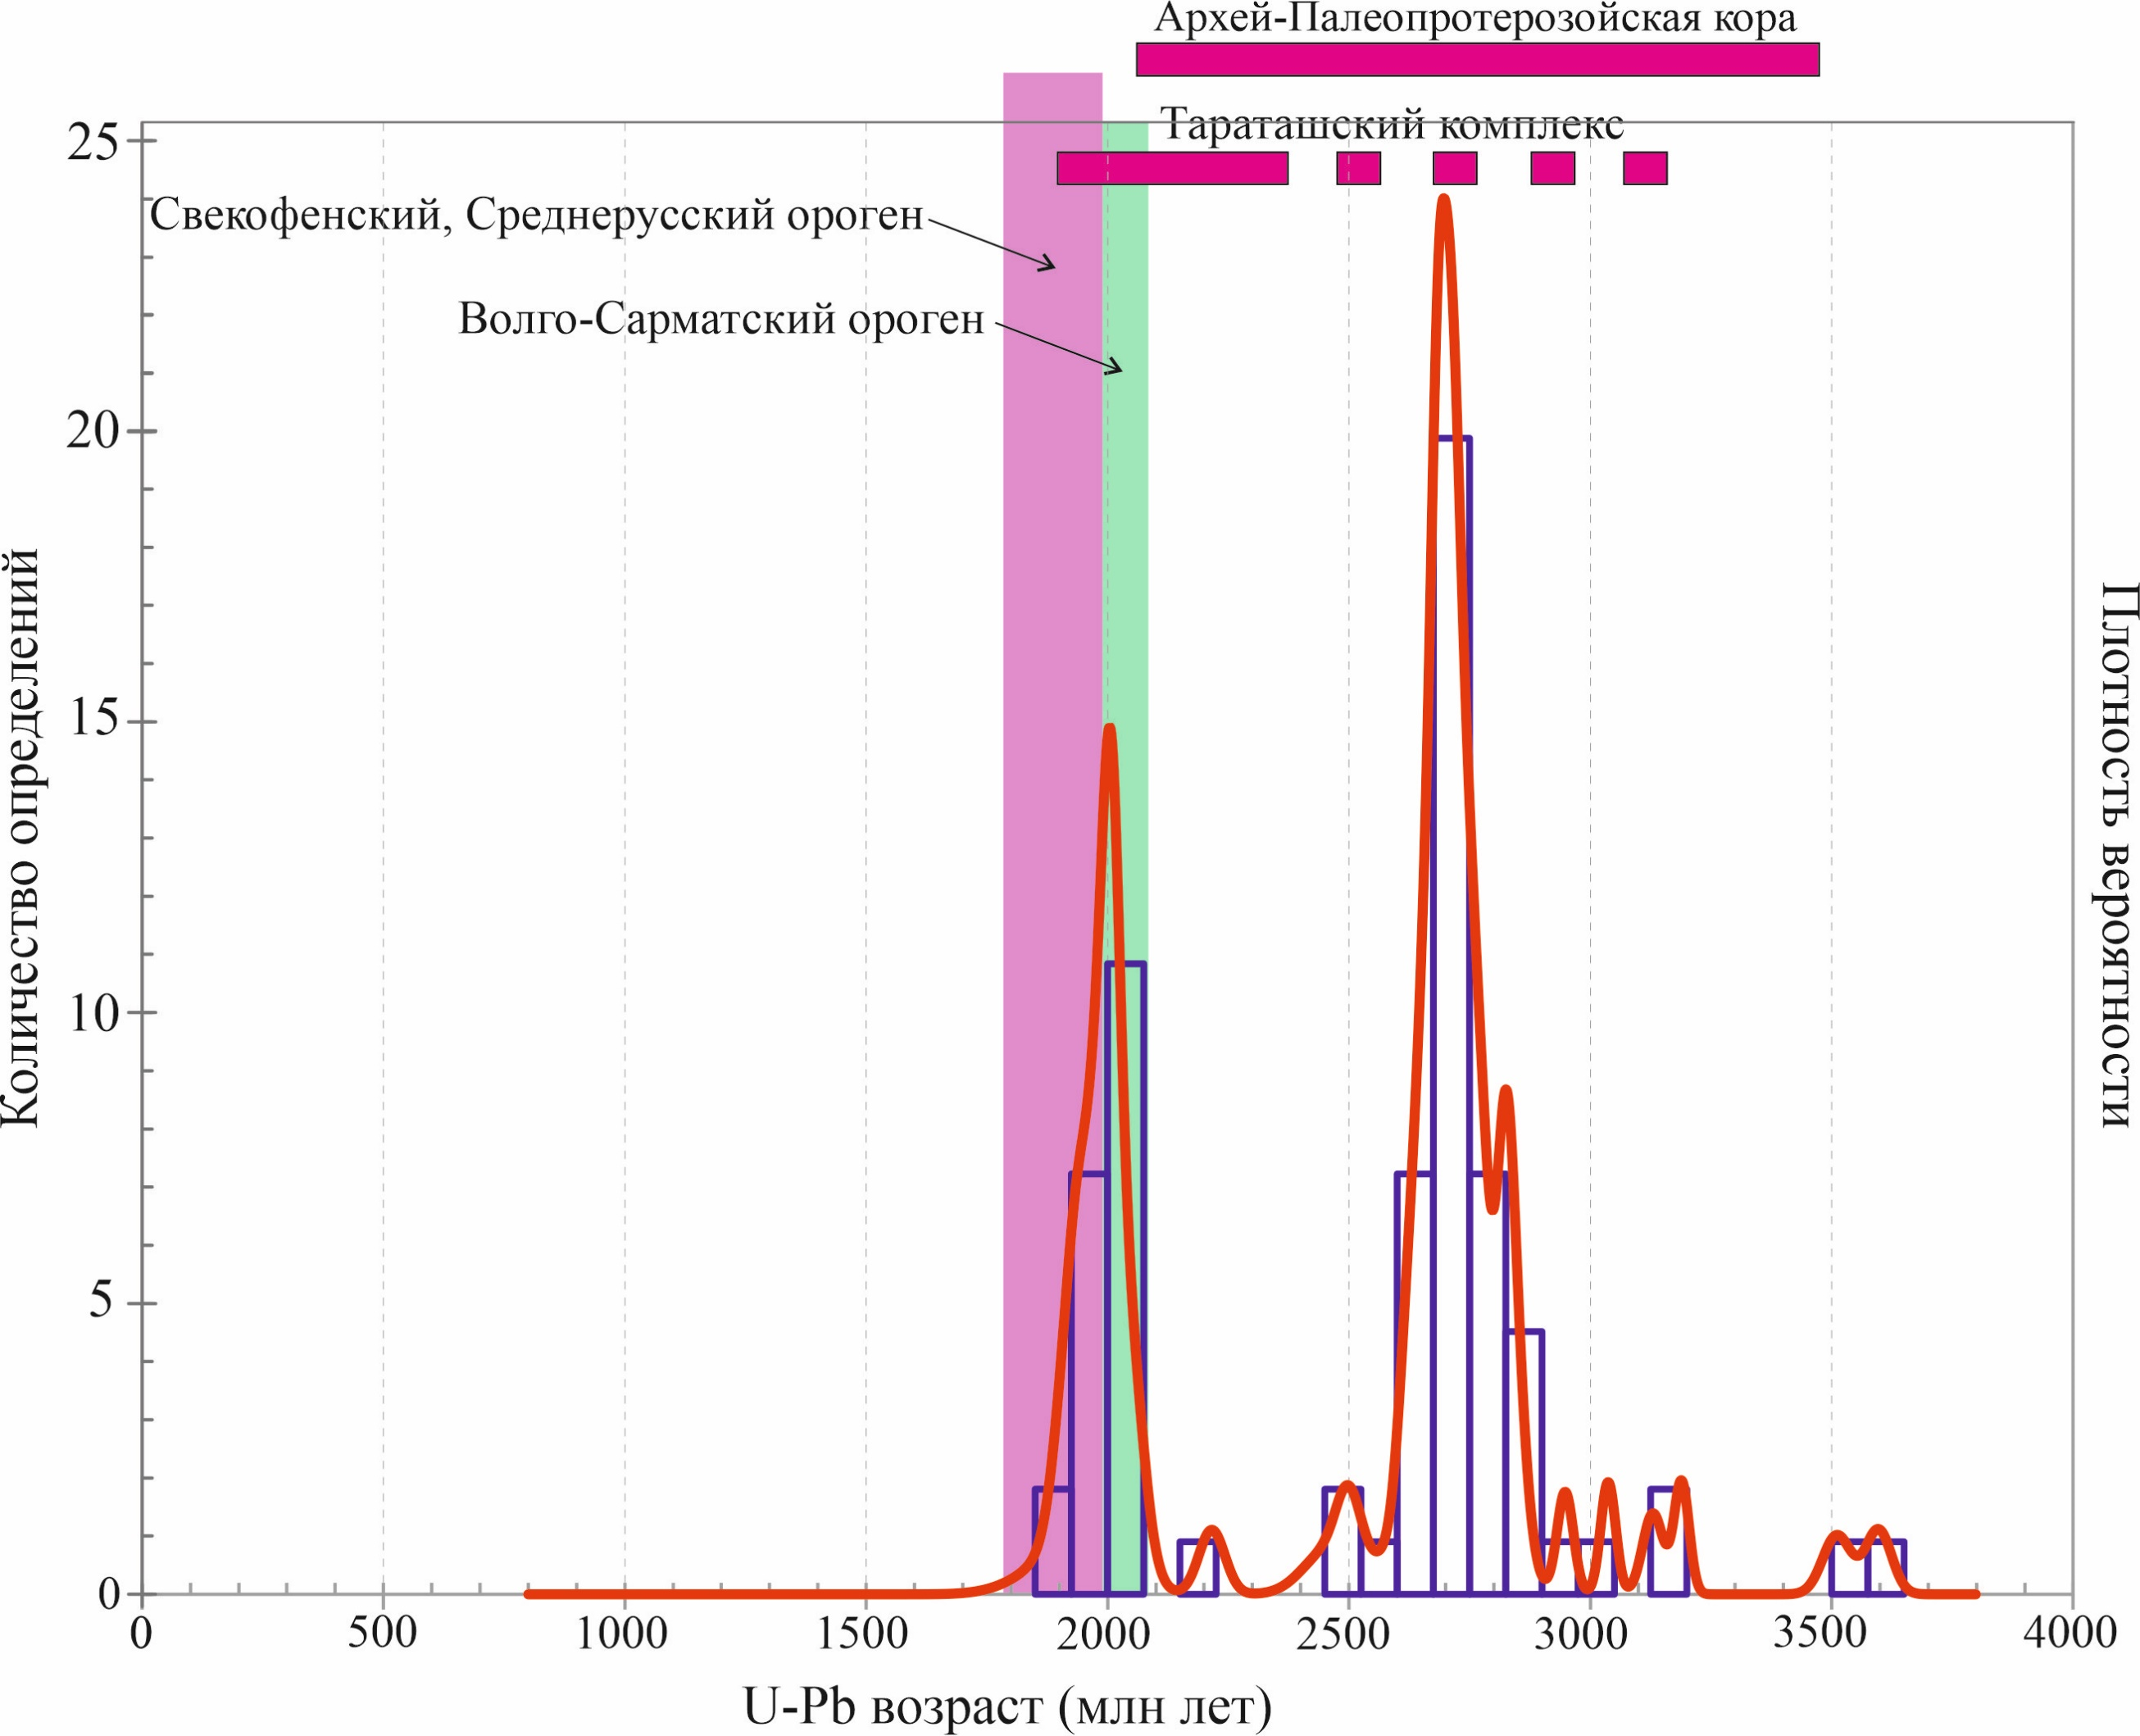 Архей-Палеопротерозойская кора
Тараташский комплекс
Свекофенский, Среднерусский ороген
Волго-Сарматский ороген
25
20
15
10
5
0
Количество определений
Плотность вероятности
0 500 1000 1500 2000 2500 3000 3500 4000
U-Pb возраст (млн лет)